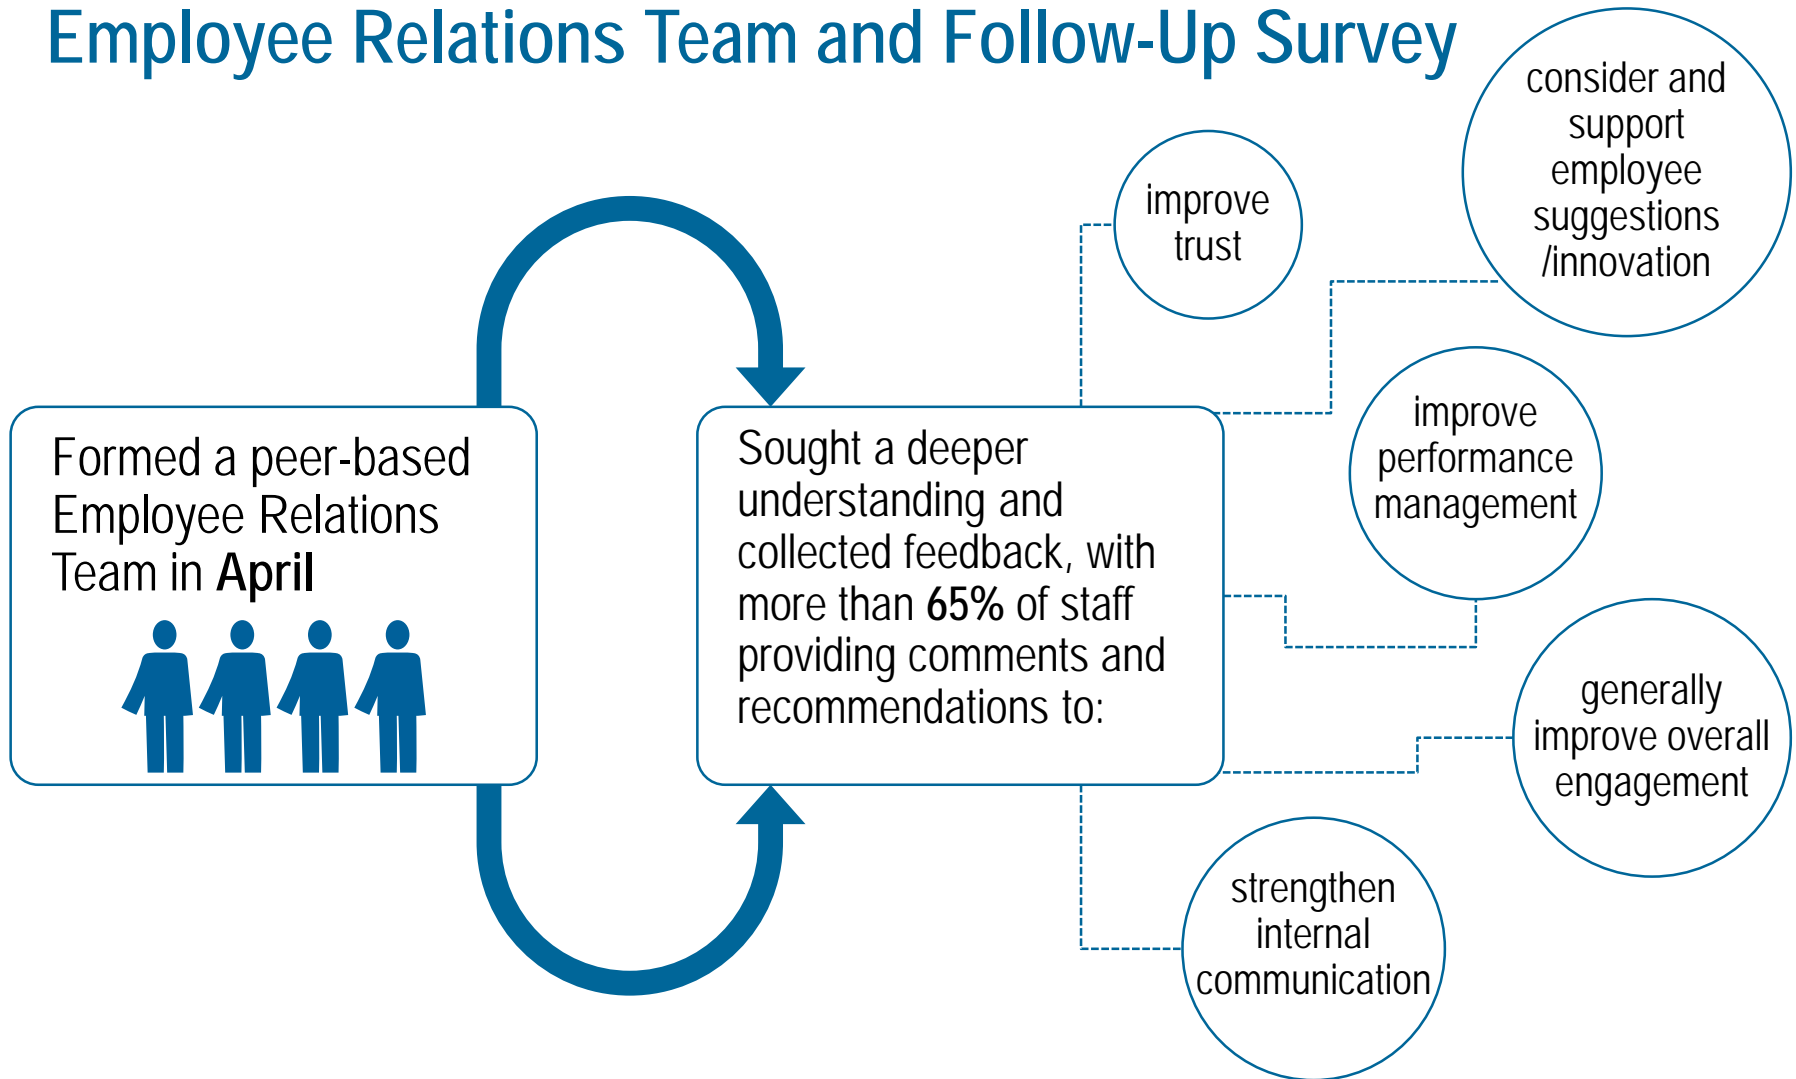 Employee Relations Team and Follow-Up Survey
Formed a peer-based
Employee Relations
Team in April
Sought a deeper
understanding and
collected feedback, with
more than 65% of staff
providing comments and
recommendations to:
improve
trust
consider and
support
employee
suggestions
/innovation
improve
performance
management
generally
improve overall
engagement
strengthen
internal
communication